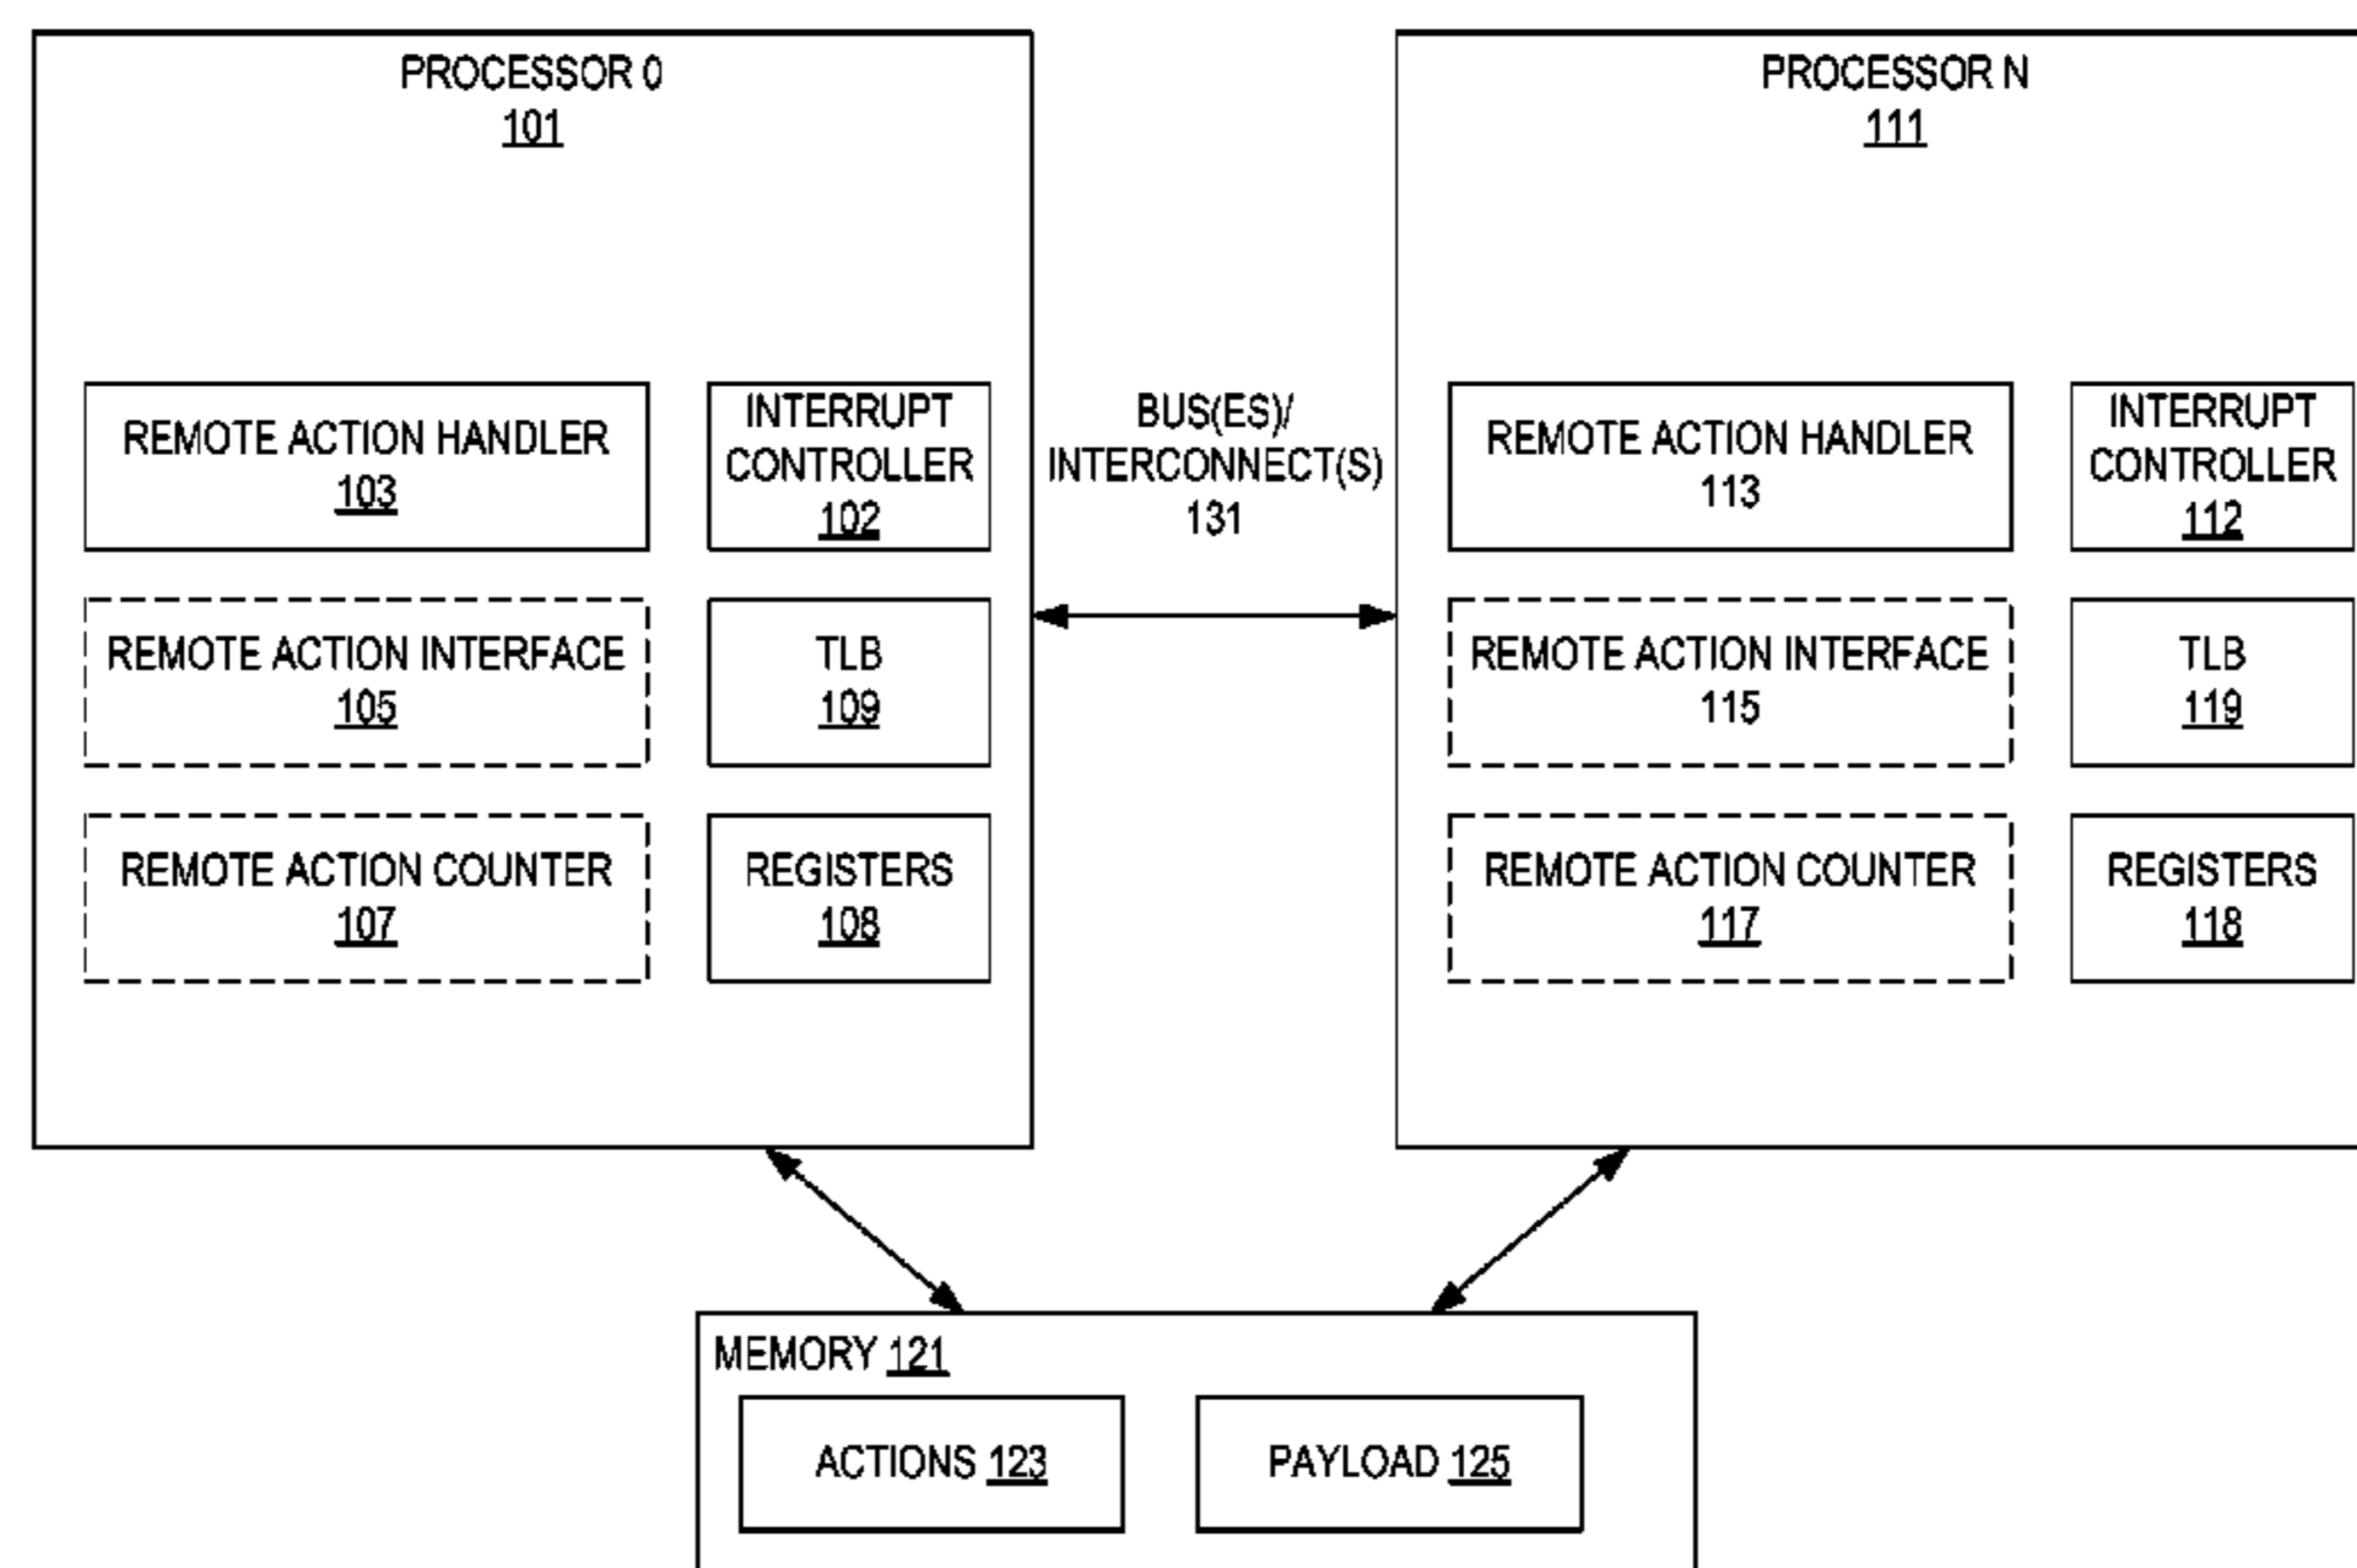 PROCESSOR 0
101
REMOTE ACTION HANDLER
103
INTERRUPT
CONTROLLER
102
REMOTE ACTION INTERFACE
105
TLB
109
REMOTE ACTION COUNTER
107
REGISTERS
108
BUS(ES)/
INTERCONNECT(S)
131
PROCESSOR N
111
REMOTE ACTION HANDLER
113
INTERRUPT
CONTROLLER
112
REMOTE ACTION INTERFACE
115
TLB
119
REMOTE ACTION COUNTER
117
REGISTERS
118
MEMORY 121
ACTIONS 123
PAYLOAD 125